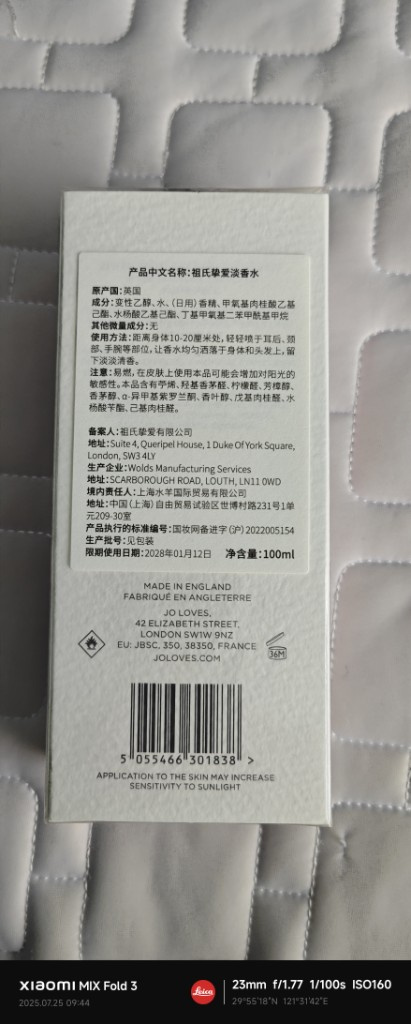 产品中文名称：祖氏挚爱淡香水
原产国：英国
成分：变性乙醇、水、（日用）香精、甲氧基肉桂酸乙基己酯、水杨酸乙基己酯、丁基甲氧基二苯甲酰基甲烷
其他微量成分：无
使用方法：距离身体10-20厘米处，轻轻喷于耳后、颈部、手腕等部位，让香水均匀洒落于身体和头发上，留下淡淡清香。
注意：易燃，在皮肤上使用本品可能会增加对阳光的敏感性。本品含有苧烯、羟基香茅醛、柠檬醛、芳樟醇、香茅醇、α-异甲基紫罗兰酮、香叶醇、戊基肉桂醛、水杨酸苄酯、己基肉桂醛。
备案人：祖氏挚爱有限公司
地址：Suite 4, Queripel House, 1 Duke Of York Square,
London, SW3 4LY
生产企业：Wolds Manufacturing Services
地址：SCARBOROUGH ROAD, LOUTH, LN11 0WD
境内责任人：上海水羊国际贸易有限公司
地址：中国（上海）自由贸易试验区世博村路231号1单
元209-30室
产品执行的标准编号：国妆网备进字（沪）2022005154
生产批号：见包装
限期使用日期：2028年01月12日 净含量：100ml
MADE IN ENGLAND
FABRIQUÉ EN ANGLETERRE
JO LOVES,
42 ELIZABETH STREET,
LONDON SW1W 9NZ
EU: JBSC, 350, 38350, FRANCE
JOLOVES.COM
36M
5 055466 301838 >
APPLICATION TO THE SKIN MAY INCREASE
SENSITIVITY TO SUNLIGHT
XIAOMI MIX Fold 3
2025.07.25 09:44
Leica
23mm f/1.77 1/100s ISO160
29°55'18"N 121°31'42"E